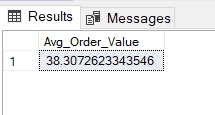 Results Messages
Avg_Order_Value
1 38.3072623343546